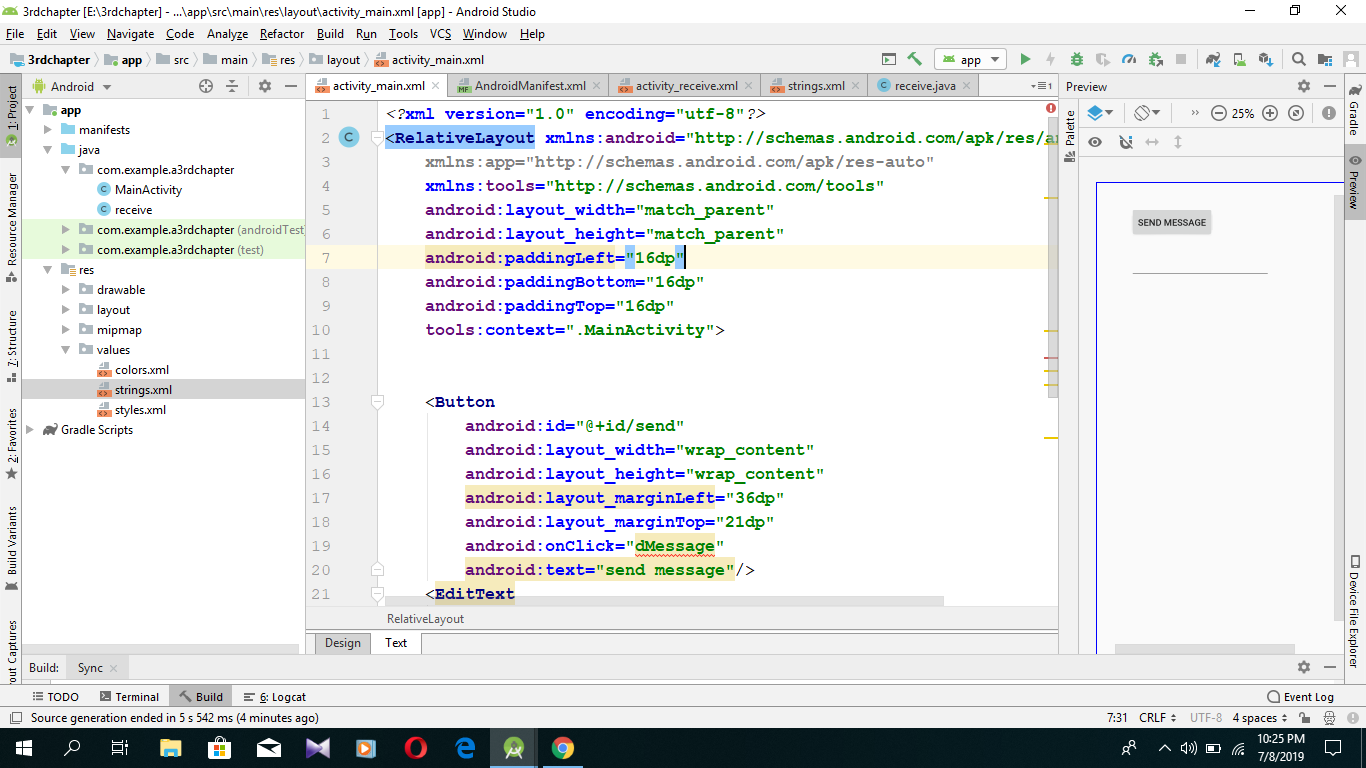 3rdchapter [E:\3rdchapter] - ...\app\src\main\res\layout\activity_main.xml [app] - Android Studio
File Edit View Navigate Code Analyze Refactor Build Run Tools VCS Window Help
3rdchapter app src main res layout activity_main.xml
app
Android
activity_main.xml AndroidManifest.xml activity_receive.xml strings.xml receive.java
Preview
1: Project
Resource Manager
7: Structure
2: Favorites
Build Variants
app
manifests
java
com.example.a3rdchapter
MainActivity
receive
com.example.a3rdchapter (androidTest
com.example.a3rdchapter (test)
res
drawable
layout
mipmap
values
colors.xml
strings.xml
styles.xml
Gradle Scripts
1 <?xml version="1.0" encoding="utf-8"?>
2 <RelativeLayout xmlns:android="http://schemas.android.com/apk/res/an
3 xmlns:app="http://schemas.android.com/apk/res-auto"
4 xmlns:tools="http://schemas.android.com/tools"
5 android:layout_width="match_parent"
6 android:layout_height="match_parent"
7 android:paddingLeft="16dp"
8 android:paddingBottom="16dp"
9 android:paddingTop="16dp"
10 tools:context=".MainActivity">
11
12
13 <Button
14 android:id="@+id/send"
15 android:layout_width="wrap_content"
16 android:layout_height="wrap_content"
17 android:layout_marginLeft="36dp"
18 android:layout_marginTop="21dp"
19 android:onClick="dMessage"
20 android:text="send message"/>
21 <EditText
RelativeLayout
Design Text
Palette
25%
SEND MESSAGE
Gradle
Preview
Device File Explorer
Build: Sync
TODO Terminal Build 6: Logcat Event Log
Source generation ended in 5 s 542 ms (4 minutes ago) 7:31 CRLF UTF-8 4 spaces
10:25 PM
7/8/2019